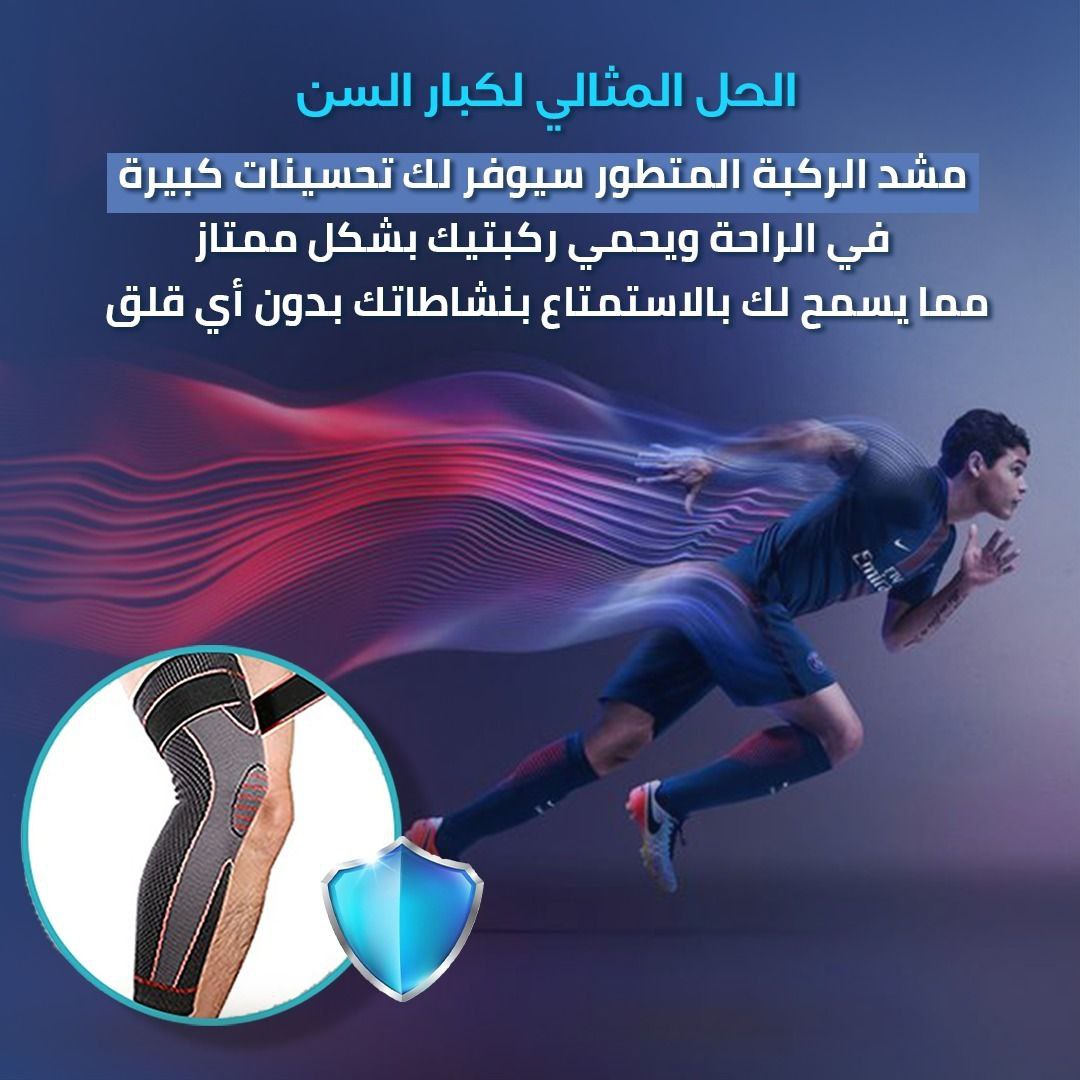 الحل المثالي لكبار السن
مشد الركبة المتطور سيوفر لك تحسينات كبيرة
في الراحة ويحمي ركبتيك بشكل ممتاز
مما يسمح لك بالاستمتاع بنشاطاتك بدون أي قلق
Fly